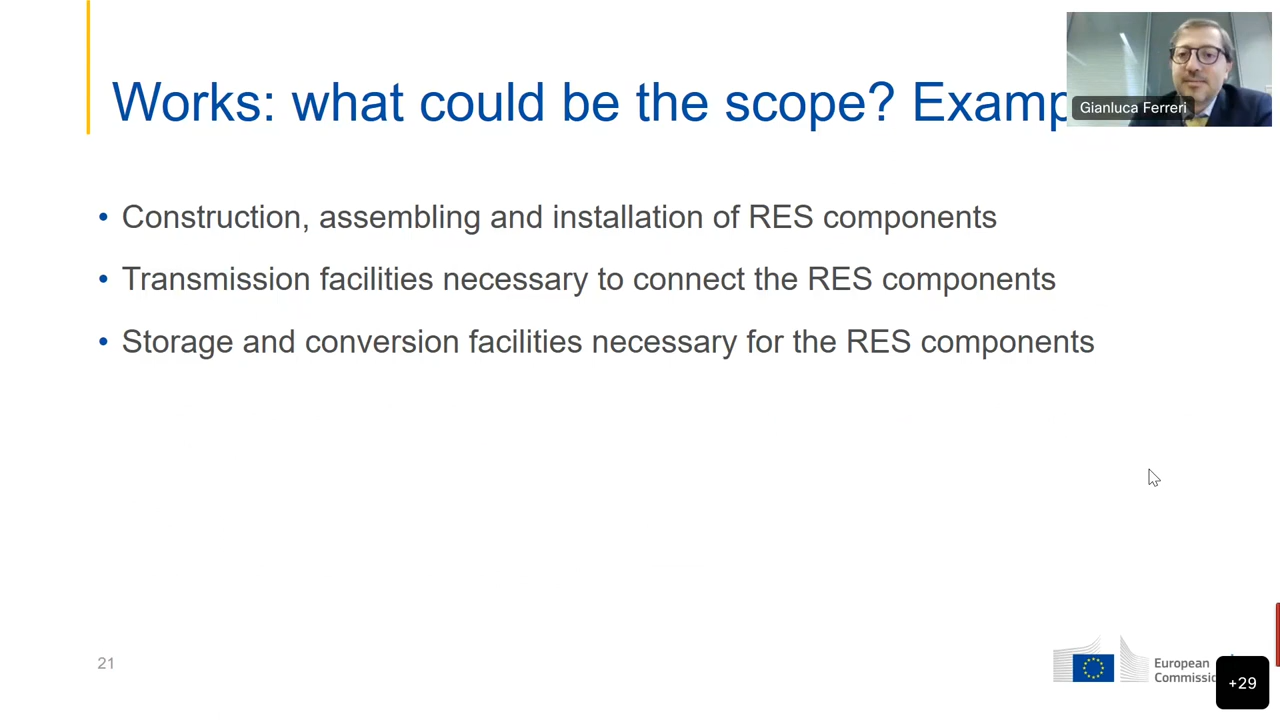 Works: what could be the scope? Examp
Gianluca Ferreri
• Construction, assembling and installation of RES components
• Transmission facilities necessary to connect the RES components
• Storage and conversion facilities necessary for the RES components
21
European
Commissi
+29